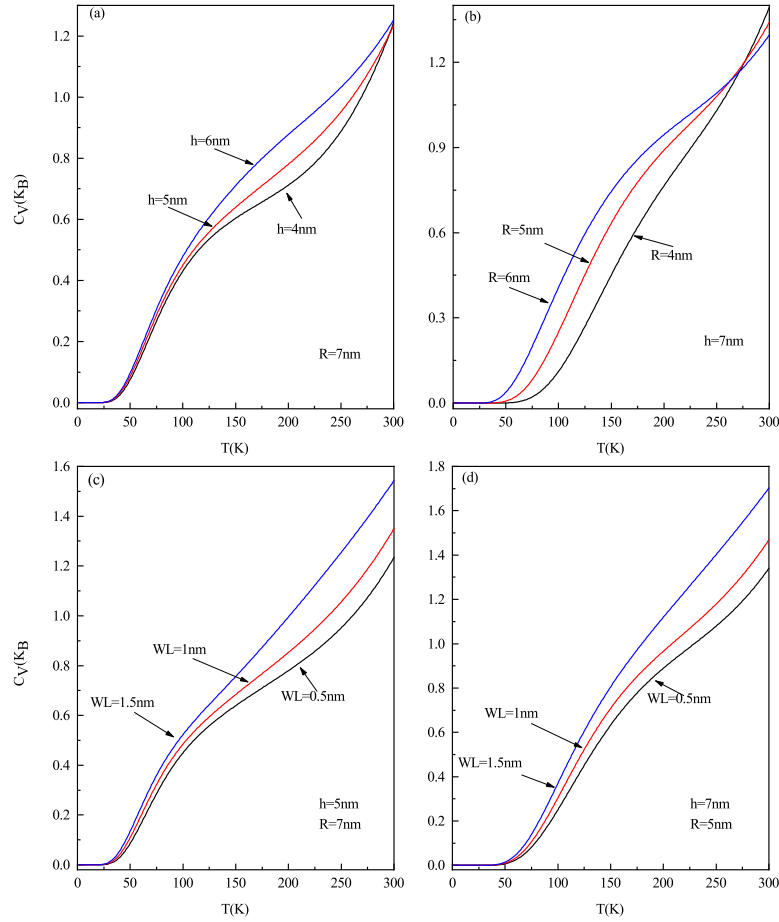 (a)
1.2
1.0
0.8
0.6
0.4
0.2
0.0
C_V(K_B)
h=6nm
h=5nm
h=4nm
R=7nm
0 50 100 150 200 250 300
T(K)
(b)
1.2
0.9
0.6
0.3
0.0
R=5nm
R=4nm
R=6nm
h=7nm
0 50 100 150 200 250 300
T(K)
(c)
1.6
1.4
1.2
1.0
0.8
0.6
0.4
0.2
0.0
C_V(K_B
WL=1nm
WL=1.5nm
WL=0.5nm
h=5nm
R=7nm
0 50 100 150 200 250 300
T(K)
(d)
1.8
1.6
1.4
1.2
1.0
0.8
0.6
0.4
0.2
0.0
WL=0.5nm
WL=1nm
WL=1.5nm
h=7nm
R=5nm
0 50 100 150 200 250 300
T(K)